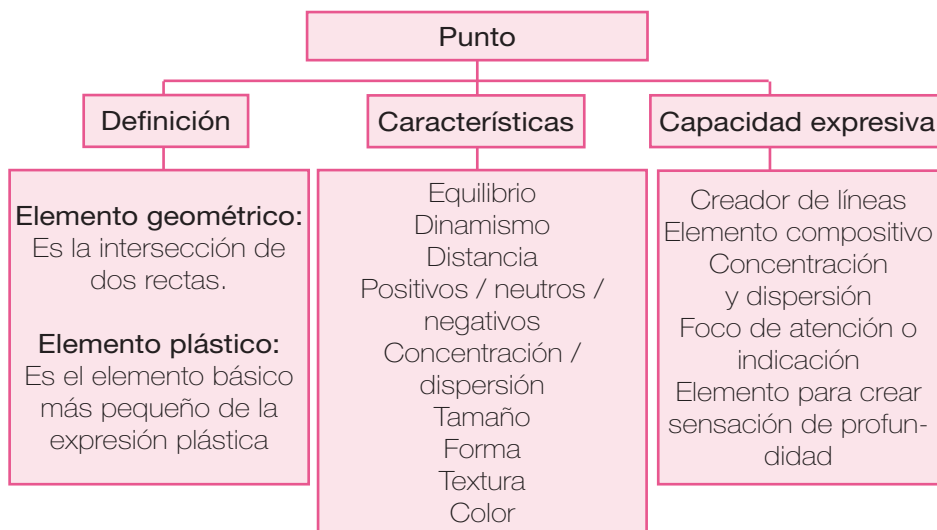 Punto
Definición
Características
Capacidad expresiva
Elemento geométrico:
Es la intersección de
dos rectas.
Elemento plástico:
Es el elemento básico
más pequeño de la
expresión plástica
Equilibrio
Dinamismo
Distancia
Positivos / neutros /
negativos
Concentración /
dispersión
Tamaño
Forma
Textura
Color
Creador de líneas
Elemento compositivo
Concentración
y dispersión
Foco de atención o
indicación
Elemento para crear
sensación de profun-
didad